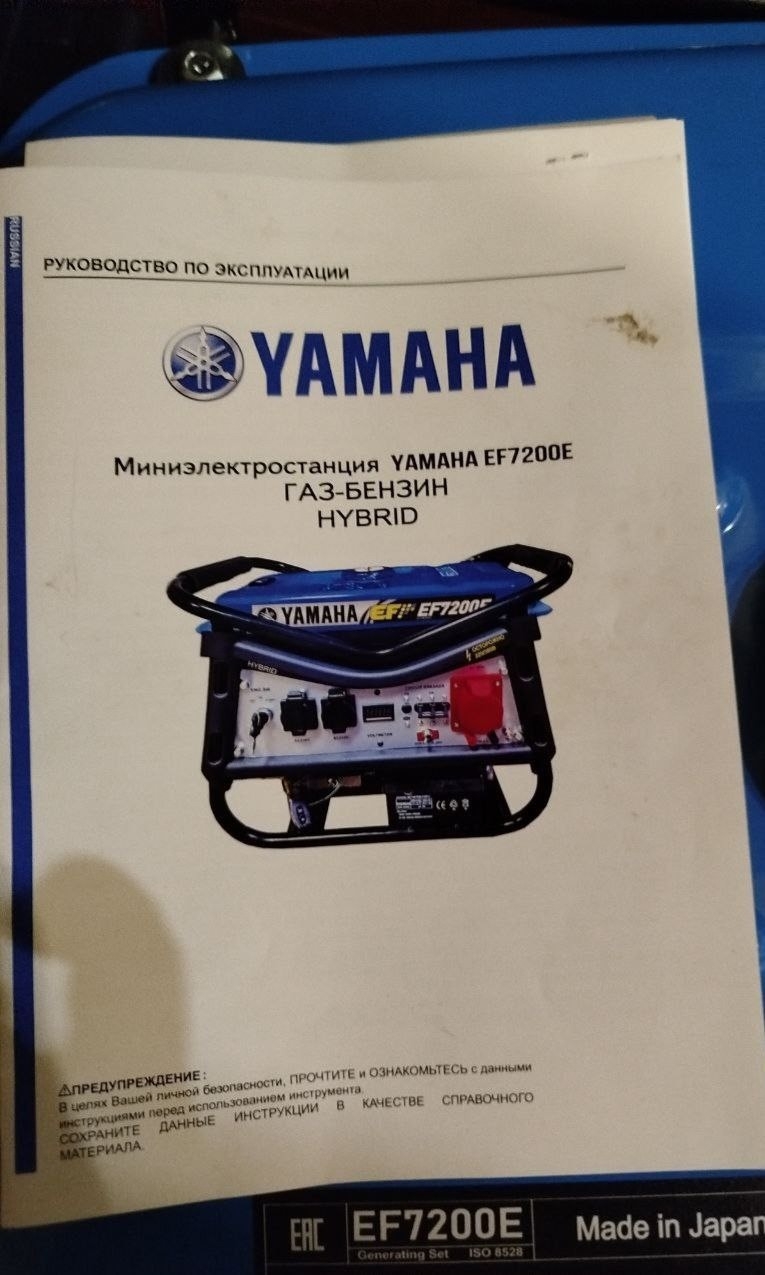 RUSSIAN
РУКОВОДСТВО ПО ЭКСПЛУАТАЦИИ
YAMAHA
Миниэлектростанция YAMAHA EF7200E
ГАЗ-БЕНЗИН
HYBRID
YAMAHA EF EF7200E
ОСТОРОЖНО
HYBRID
VOLTMETER
⚠ПРЕДУПРЕЖДЕНИЕ:
В целях Вашей личной безопасности, ПРОЧТИТЕ и ОЗНАКОМЬТЕСЬ с данными
инструкциями перед использованием инструмента.
СОХРАНИТЕ ДАННЫЕ ИНСТРУКЦИИ В КАЧЕСТВЕ СПРАВОЧНОГО
МАТЕРИАЛА.
EAC EF7200E Made in Japan
Generating Set ISO 8528